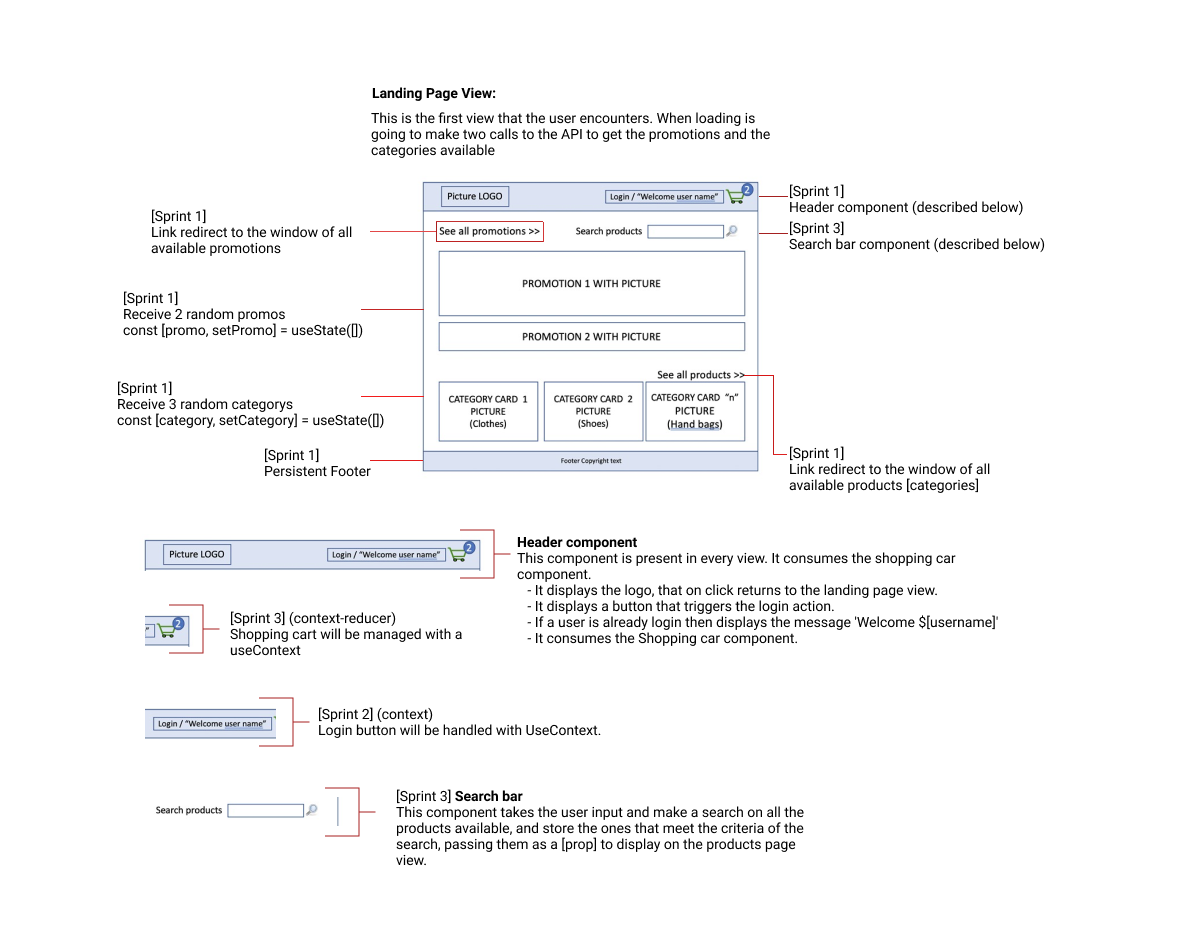 Landing Page View:
This is the first view that the user encounters. When loading is
going to make two calls to the API to get the promotions and the
categories available
Picture LOGO
Login / “Welcome user name”
2
[Sprint 1]
Header component (described below)
[Sprint 1]
Link redirect to the window of all
available promotions
See all promotions >>
Search products
[Sprint 3]
Search bar component (described below)
[Sprint 1]
Receive 2 random promos
const [promo, setPromo] = useState([])
PROMOTION 1 WITH PICTURE
PROMOTION 2 WITH PICTURE
See all products >>
[Sprint 1]
Receive 3 random categorys
const [category, setCategory] = useState([])
CATEGORY CARD 1
PICTURE
(Clothes)
CATEGORY CARD 2
PICTURE
(Shoes)
CATEGORY CARD “n”
PICTURE
(Hand bags)
[Sprint 1]
Persistent Footer
Footer Copyright text
[Sprint 1]
Link redirect to the window of all
available products [categories]
Picture LOGO
Login / “Welcome user name”
2
Header component
This component is present in every view. It consumes the shopping car
component.
- It displays the logo, that on click returns to the landing page view.
- It displays a button that triggers the login action.
- If a user is already login then displays the message 'Welcome $[username]'
- It consumes the Shopping car component.
”
2
[Sprint 3] (context-reducer)
Shopping cart will be managed with a
useContext
Login / “Welcome user name”
[Sprint 2] (context)
Login button will be handled with UseContext.
Search products
[Sprint 3] Search bar
This component takes the user input and make a search on all the
products available, and store the ones that meet the criteria of the
search, passing them as a [prop] to display on the products page
view.